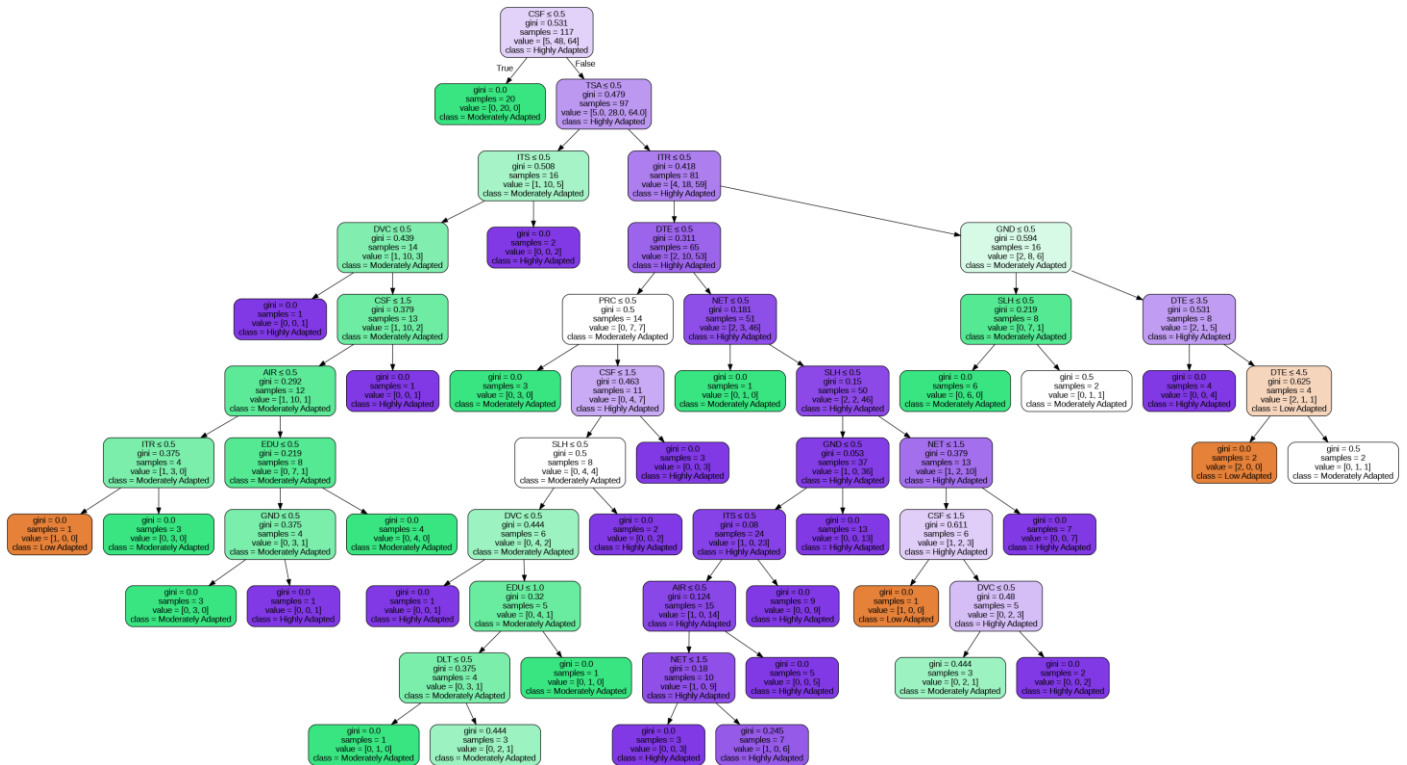 CSF ≤ 0.5
gini = 0.531
samples = 117
value = [5, 48, 64]
class = Highly Adapted
True
False
gini = 0.0
samples = 20
value = [0, 20, 0]
class = Moderately Adapted
TSA ≤ 0.5
gini = 0.479
samples = 97
value = [5.0, 28.0, 64.0]
class = Highly Adapted
ITS ≤ 0.5
gini = 0.508
samples = 16
value = [1, 10, 5]
class = Moderately Adapted
ITR ≤ 0.5
gini = 0.418
samples = 81
value = [4, 18, 59]
class = Highly Adapted
DVC ≤ 0.5
gini = 0.439
samples = 14
value = [1, 10, 3]
class = Moderately Adapted
gini = 0.0
samples = 2
value = [0, 0, 2]
class = Highly Adapted
DTE ≤ 0.5
gini = 0.311
samples = 65
value = [2, 10, 53]
class = Highly Adapted
GND ≤ 0.5
gini = 0.594
samples = 16
value = [2, 8, 6]
class = Moderately Adapted
gini = 0.0
samples = 1
value = [0, 0, 1]
class = Highly Adapted
CSF ≤ 1.5
gini = 0.379
samples = 13
value = [1, 10, 2]
class = Moderately Adapted
PRC ≤ 0.5
gini = 0.5
samples = 14
value = [0, 7, 7]
class = Moderately Adapted
NET ≤ 0.5
gini = 0.181
samples = 51
value = [2, 3, 46]
class = Highly Adapted
SLH ≤ 0.5
gini = 0.219
samples = 8
value = [0, 7, 1]
class = Moderately Adapted
DTE ≤ 3.5
gini = 0.531
samples = 8
value = [2, 1, 5]
class = Highly Adapted
AIR ≤ 0.5
gini = 0.292
samples = 12
value = [1, 10, 1]
class = Moderately Adapted
gini = 0.0
samples = 1
value = [0, 0, 1]
class = Highly Adapted
gini = 0.0
samples = 3
value = [0, 3, 0]
class = Moderately Adapted
CSF ≤ 1.5
gini = 0.463
samples = 11
value = [0, 4, 7]
class = Highly Adapted
gini = 0.0
samples = 1
value = [0, 1, 0]
class = Moderately Adapted
SLH ≤ 0.5
gini = 0.15
samples = 50
value = [2, 2, 46]
class = Highly Adapted
gini = 0.0
samples = 6
value = [0, 6, 0]
class = Moderately Adapted
gini = 0.5
samples = 2
value = [0, 1, 1]
class = Moderately Adapted
gini = 0.0
samples = 4
value = [0, 0, 4]
class = Highly Adapted
DTE ≤ 4.5
gini = 0.625
samples = 4
value = [2, 1, 1]
class = Low Adapted
ITR ≤ 0.5
gini = 0.375
samples = 4
value = [1, 3, 0]
class = Moderately Adapted
EDU ≤ 0.5
gini = 0.219
samples = 8
value = [0, 7, 1]
class = Moderately Adapted
SLH ≤ 0.5
gini = 0.5
samples = 8
value = [0, 4, 4]
class = Moderately Adapted
gini = 0.0
samples = 3
value = [0, 0, 3]
class = Highly Adapted
GND ≤ 0.5
gini = 0.053
samples = 37
value = [1, 0, 36]
class = Highly Adapted
NET ≤ 1.5
gini = 0.379
samples = 13
value = [1, 2, 10]
class = Highly Adapted
gini = 0.0
samples = 2
value = [2, 0, 0]
class = Low Adapted
gini = 0.5
samples = 2
value = [0, 1, 1]
class = Moderately Adapted
gini = 0.0
samples = 1
value = [1, 0, 0]
class = Low Adapted
gini = 0.0
samples = 3
value = [0, 3, 0]
class = Moderately Adapted
GND ≤ 0.5
gini = 0.375
samples = 4
value = [0, 3, 1]
class = Moderately Adapted
gini = 0.0
samples = 4
value = [0, 4, 0]
class = Moderately Adapted
DVC ≤ 0.5
gini = 0.444
samples = 6
value = [0, 4, 2]
class = Moderately Adapted
gini = 0.0
samples = 2
value = [0, 0, 2]
class = Highly Adapted
ITS ≤ 0.5
gini = 0.08
samples = 24
value = [1, 0, 23]
class = Highly Adapted
gini = 0.0
samples = 13
value = [0, 0, 13]
class = Highly Adapted
CSF ≤ 1.5
gini = 0.611
samples = 6
value = [1, 2, 3]
class = Highly Adapted
gini = 0.0
samples = 7
value = [0, 0, 7]
class = Highly Adapted
gini = 0.0
samples = 3
value = [0, 3, 0]
class = Moderately Adapted
gini = 0.0
samples = 1
value = [0, 0, 1]
class = Highly Adapted
gini = 0.0
samples = 1
value = [0, 0, 1]
class = Highly Adapted
EDU ≤ 1.0
gini = 0.32
samples = 5
value = [0, 4, 1]
class = Moderately Adapted
AIR ≤ 0.5
gini = 0.124
samples = 15
value = [1, 0, 14]
class = Highly Adapted
gini = 0.0
samples = 9
value = [0, 0, 9]
class = Highly Adapted
gini = 0.0
samples = 1
value = [1, 0, 0]
class = Low Adapted
DVC ≤ 0.5
gini = 0.48
samples = 5
value = [0, 2, 3]
class = Highly Adapted
DLT ≤ 0.5
gini = 0.375
samples = 4
value = [0, 3, 1]
class = Moderately Adapted
gini = 0.0
samples = 1
value = [0, 1, 0]
class = Moderately Adapted
NET ≤ 1.5
gini = 0.18
samples = 10
value = [1, 0, 9]
class = Highly Adapted
gini = 0.0
samples = 5
value = [0, 0, 5]
class = Highly Adapted
gini = 0.444
samples = 3
value = [0, 2, 1]
class = Moderately Adapted
gini = 0.0
samples = 2
value = [0, 0, 2]
class = Highly Adapted
gini = 0.0
samples = 1
value = [0, 1, 0]
class = Moderately Adapted
gini = 0.444
samples = 3
value = [0, 2, 1]
class = Moderately Adapted
gini = 0.0
samples = 3
value = [0, 0, 3]
class = Highly Adapted
gini = 0.245
samples = 7
value = [1, 0, 6]
class = Highly Adapted